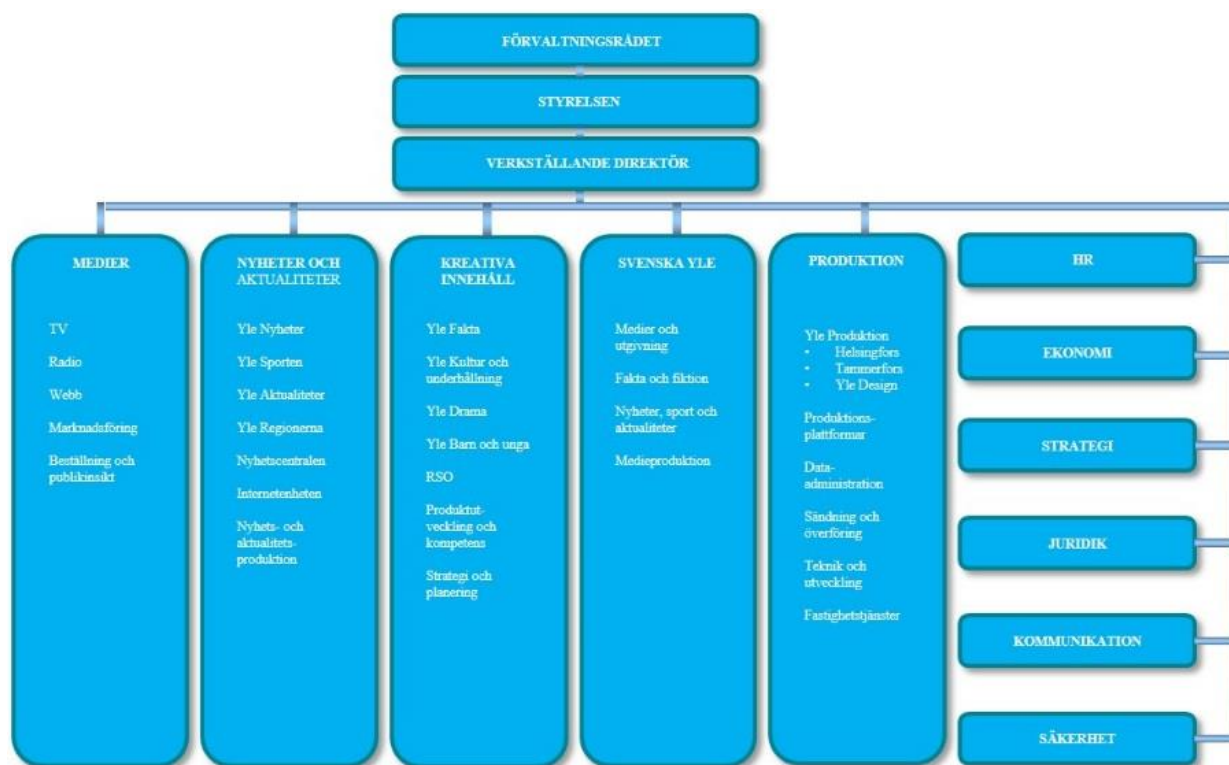 FÖRVALTNINGSRÅDET
STYRELSEN
VERKSTÄLLANDE DIREKTÖR
MEDIER
TV
Radio
Webb
Marknadsföring
Beställning och
publikinsikt
NYHETER OCH
AKTUALITETER
Yle Nyheter
Yle Sporten
Yle Aktualiteter
Yle Regionerna
Nyhetscentralen
Internetenheten
Nyhets- och
aktualitets-
produktion
KREATIVA
INNEHÅLL
Yle Fakta
Yle Kultur och
underhållning
Yle Drama
Yle Barn och unga
RSO
Produktut-
veckling och
kompetens
Strategi och
planering
SVENSKA YLE
Medier och
utgivning
Fakta och fiktion
Nyheter, sport och
aktualiteter
Medieproduktion
PRODUKTION
Yle Produktion
• Helsingfors
• Tammerfors
• Yle Design
Produktions-
plattformar
Data-
administration
Sändning och
överföring
Teknik och
utveckling
Fastighetstjänster
HR
EKONOMI
STRATEGI
JURIDIK
KOMMUNIKATION
SÄKERHET